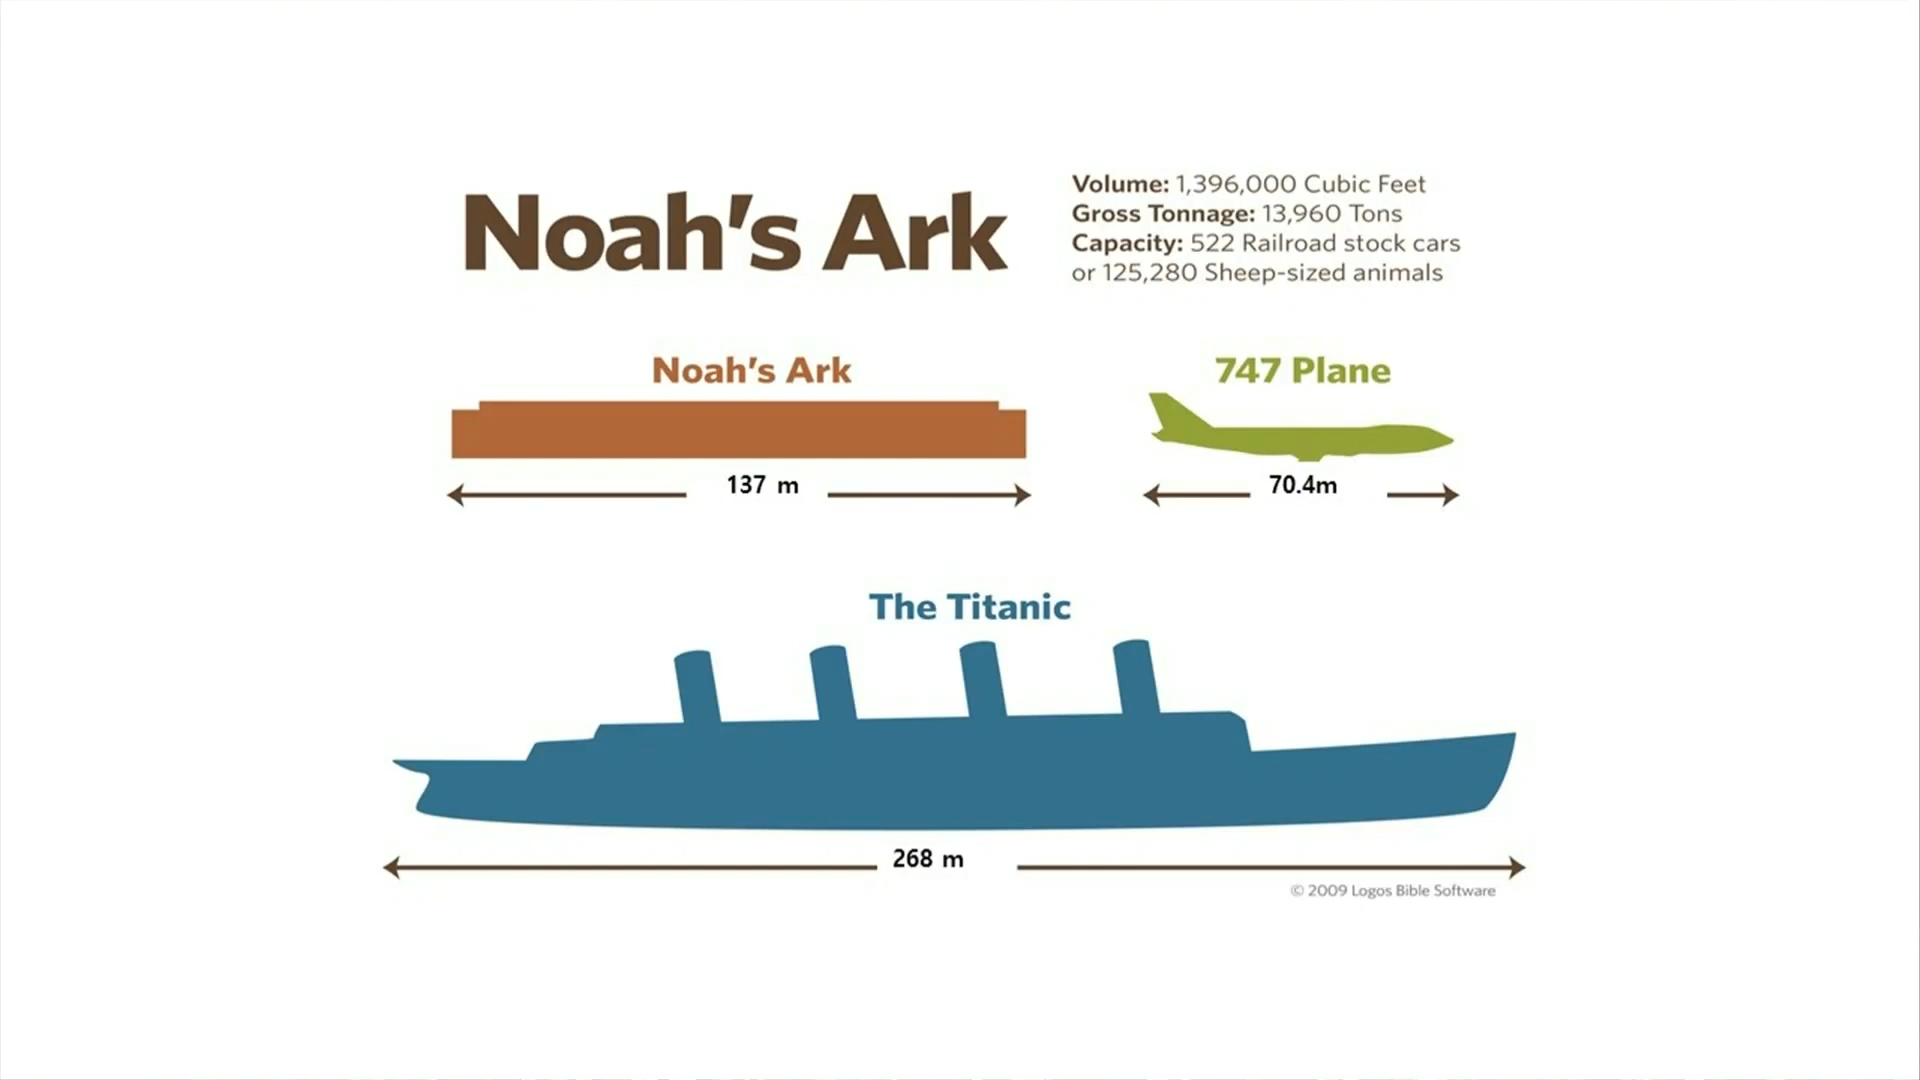 Noah's Ark
Volume: 1,396,000 Cubic Feet
Gross Tonnage: 13,960 Tons
Capacity: 522 Railroad stock cars
or 125,280 Sheep-sized animals
Noah's Ark
137 m
747 Plane
70.4m
The Titanic
268 m
© 2009 Logos Bible Software